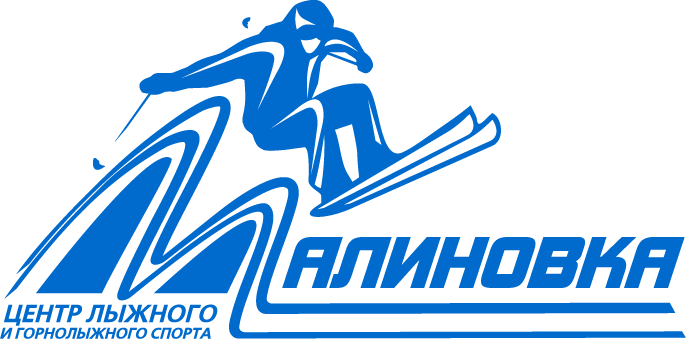 МАЛИНОВКА
ЦЕНТР ЛЫЖНОГО
И ГОРНОЛЫЖНОГО СПОРТА